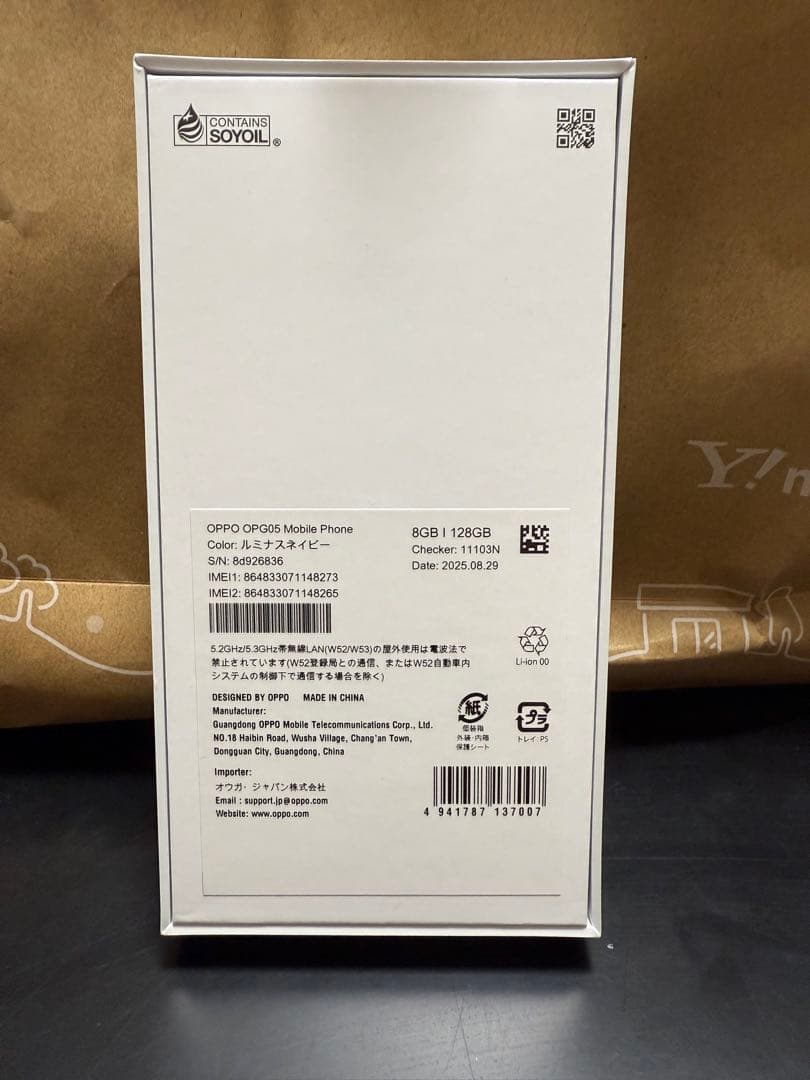 CONTAINS
SOYOIL®
OPPO OPG05 Mobile Phone
Color: ルミナスネイビー
S/N: 8d926836
IMEI1: 864833071148273
IMEI2: 864833071148265
8GB | 128GB
Checker: 11103N
Date: 2025.08.29
5.2GHz/5.3GHz帯無線LAN(W52/W53)の屋外使用は電波法で
禁止されています(W52登録局との通信、またはW52自動車内
システムの制御下で通信する場合を除く)
Li-ion 00
DESIGNED BY OPPO MADE IN CHINA
Manufacturer:
Guangdong OPPO Mobile Telecommunications Corp., Ltd.
NO.18 Haibin Road, Wusha Village, Chang'an Town,
Dongguan City, Guangdong, China
紙
個装箱
外装・内箱
保護シート
プラ
トレイ: PS
Importer:
オウガ・ジャパン株式会社
Email : support.jp@oppo.com
Website: www.oppo.com
4 941787 137007
Y!m